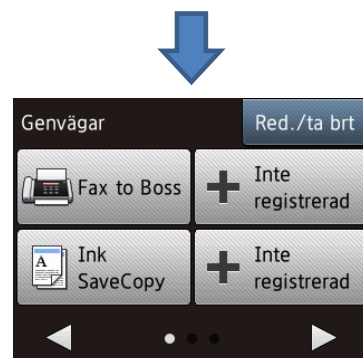 Genvägar
Red./ta brt
Fax to Boss
Inte
registrerad
A
Ink
SaveCopy
Inte
registrerad